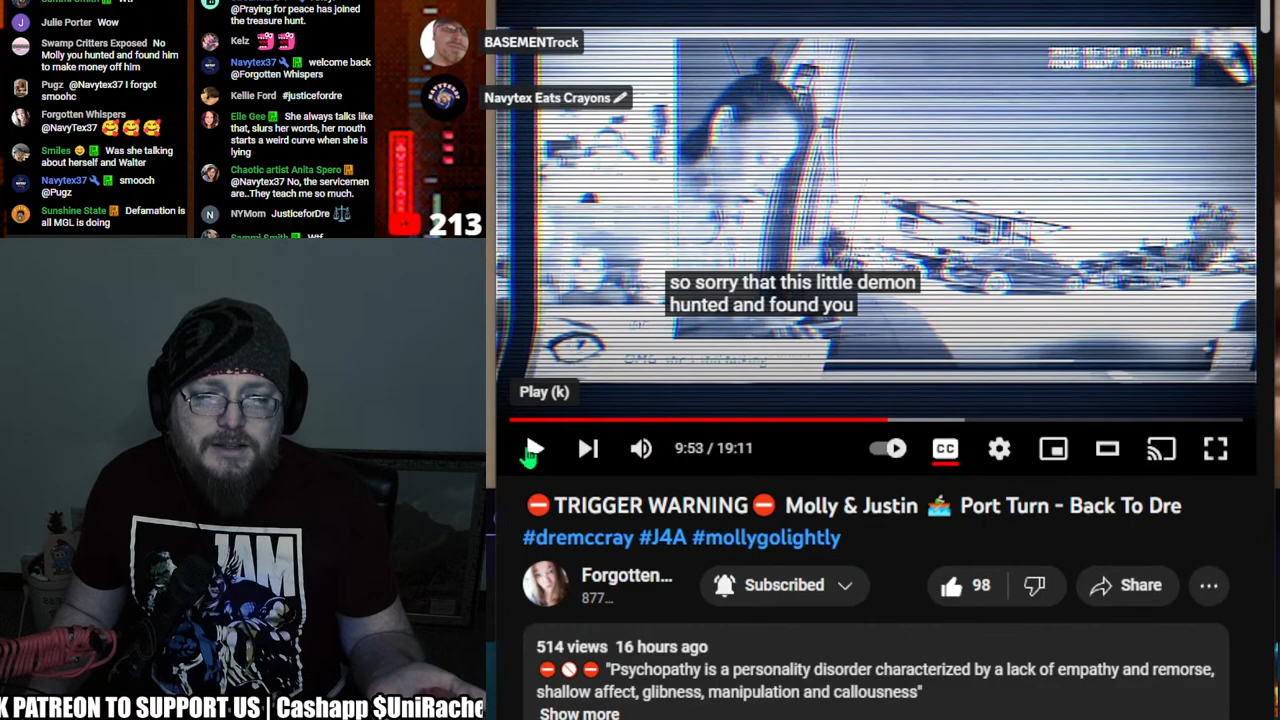 Julie Porter Wow
Swamp Critters Exposed No
Molly you hunted and found him
to make money off him
Pugz @Navytex37 I forgot
smoohc
Forgotten Whispers
@NavyTex37
Smiles Was she talking
about herself and Walter
Navytex37 smooch
@Pugz
Sunshine State Defamation is
all MGL is doing
@Praying for peace has joined
the treasure hunt.
Kelz
Navytex37 welcome back
@Forgotten Whispers
Kellie Ford #justicefordre
Elle Gee She always talks like
that, slurs her words, her mouth
starts a weird curve when she is
lying
Chaotic artist Anita Spero
@Navytex37 No, the servicemen
are..They teach me so much.
NYMom JusticeforDre
Sammi Smith Wtf
213
BASEMENTrock
Navytex Eats Crayons
so sorry that this little demon
hunted and found you
Play (k)
9:53 / 19:11
CC
TRIGGER WARNING Molly & Justin Port Turn - Back To Dre
#dremccray #J4A #mollygolightly
Forgotten...
877...
Subscribed
98
Share
514 views 16 hours ago
"Psychopathy is a personality disorder characterized by a lack of empathy and remorse,
shallow affect, glibness, manipulation and callousness"
Show more
JAM
K PATREON TO SUPPORT US | Cashapp $UniRache